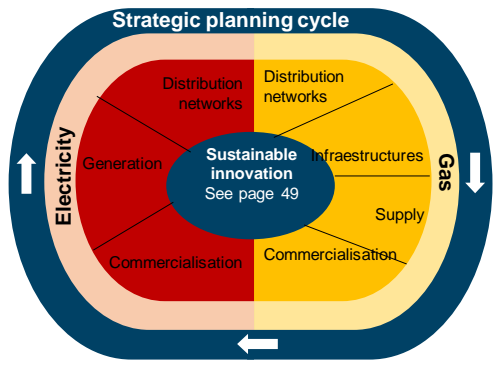 Strategic planning cycle
Electricity
Distribution
networks
Generation
Commercialisation
Sustainable
innovation
See page 49
Distribution
networks
Infraestructures
Supply
Commercialisation
Gas